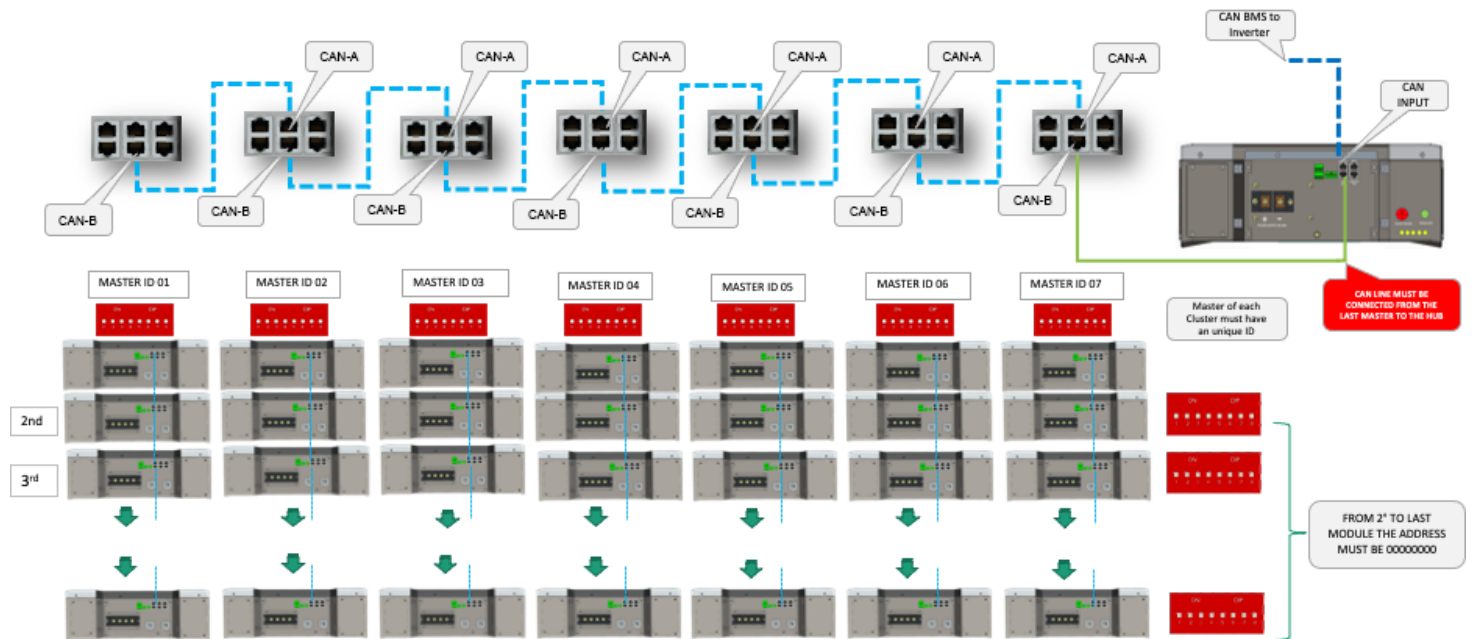 CAN BMS to
Inverter
CAN-A
CAN-A
CAN-A
CAN-A
CAN-A
CAN-A
CAN
INPUT
CAN-B
CAN-B
CAN-B
CAN-B
CAN-B
CAN-B
CAN-B
MASTER ID 01
MASTER ID 02
MASTER ID 03
MASTER ID 04
MASTER ID 05
MASTER ID 06
MASTER ID 07
Master of each
Cluster must have
an unique ID
CAN LINE MUST BE
CONNECTED FROM THE
LAST MASTER TO THE HUB
2nd
3rd
FROM 2° TO LAST
MODULE THE ADDRESS
MUST BE 00000000